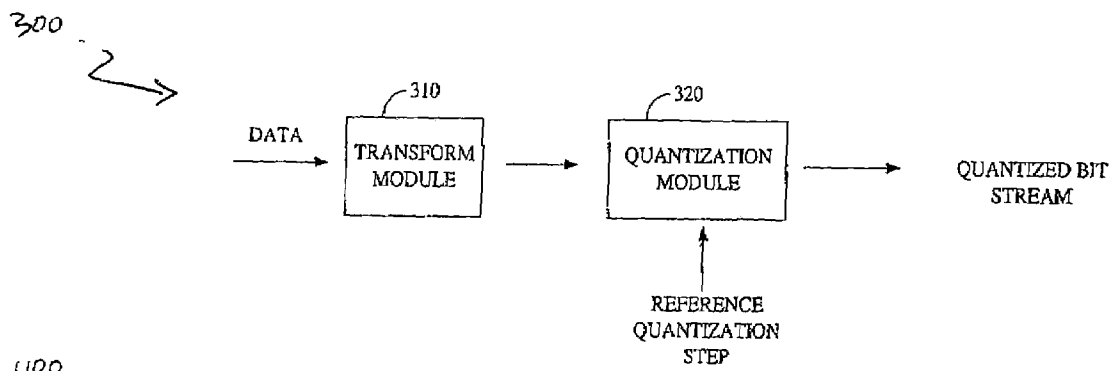 300
310
320
DATA
TRANSFORM
MODULE
QUANTIZATION
MODULE
QUANTIZED BIT
STREAM
REFERENCE
QUANTIZATION
STEP